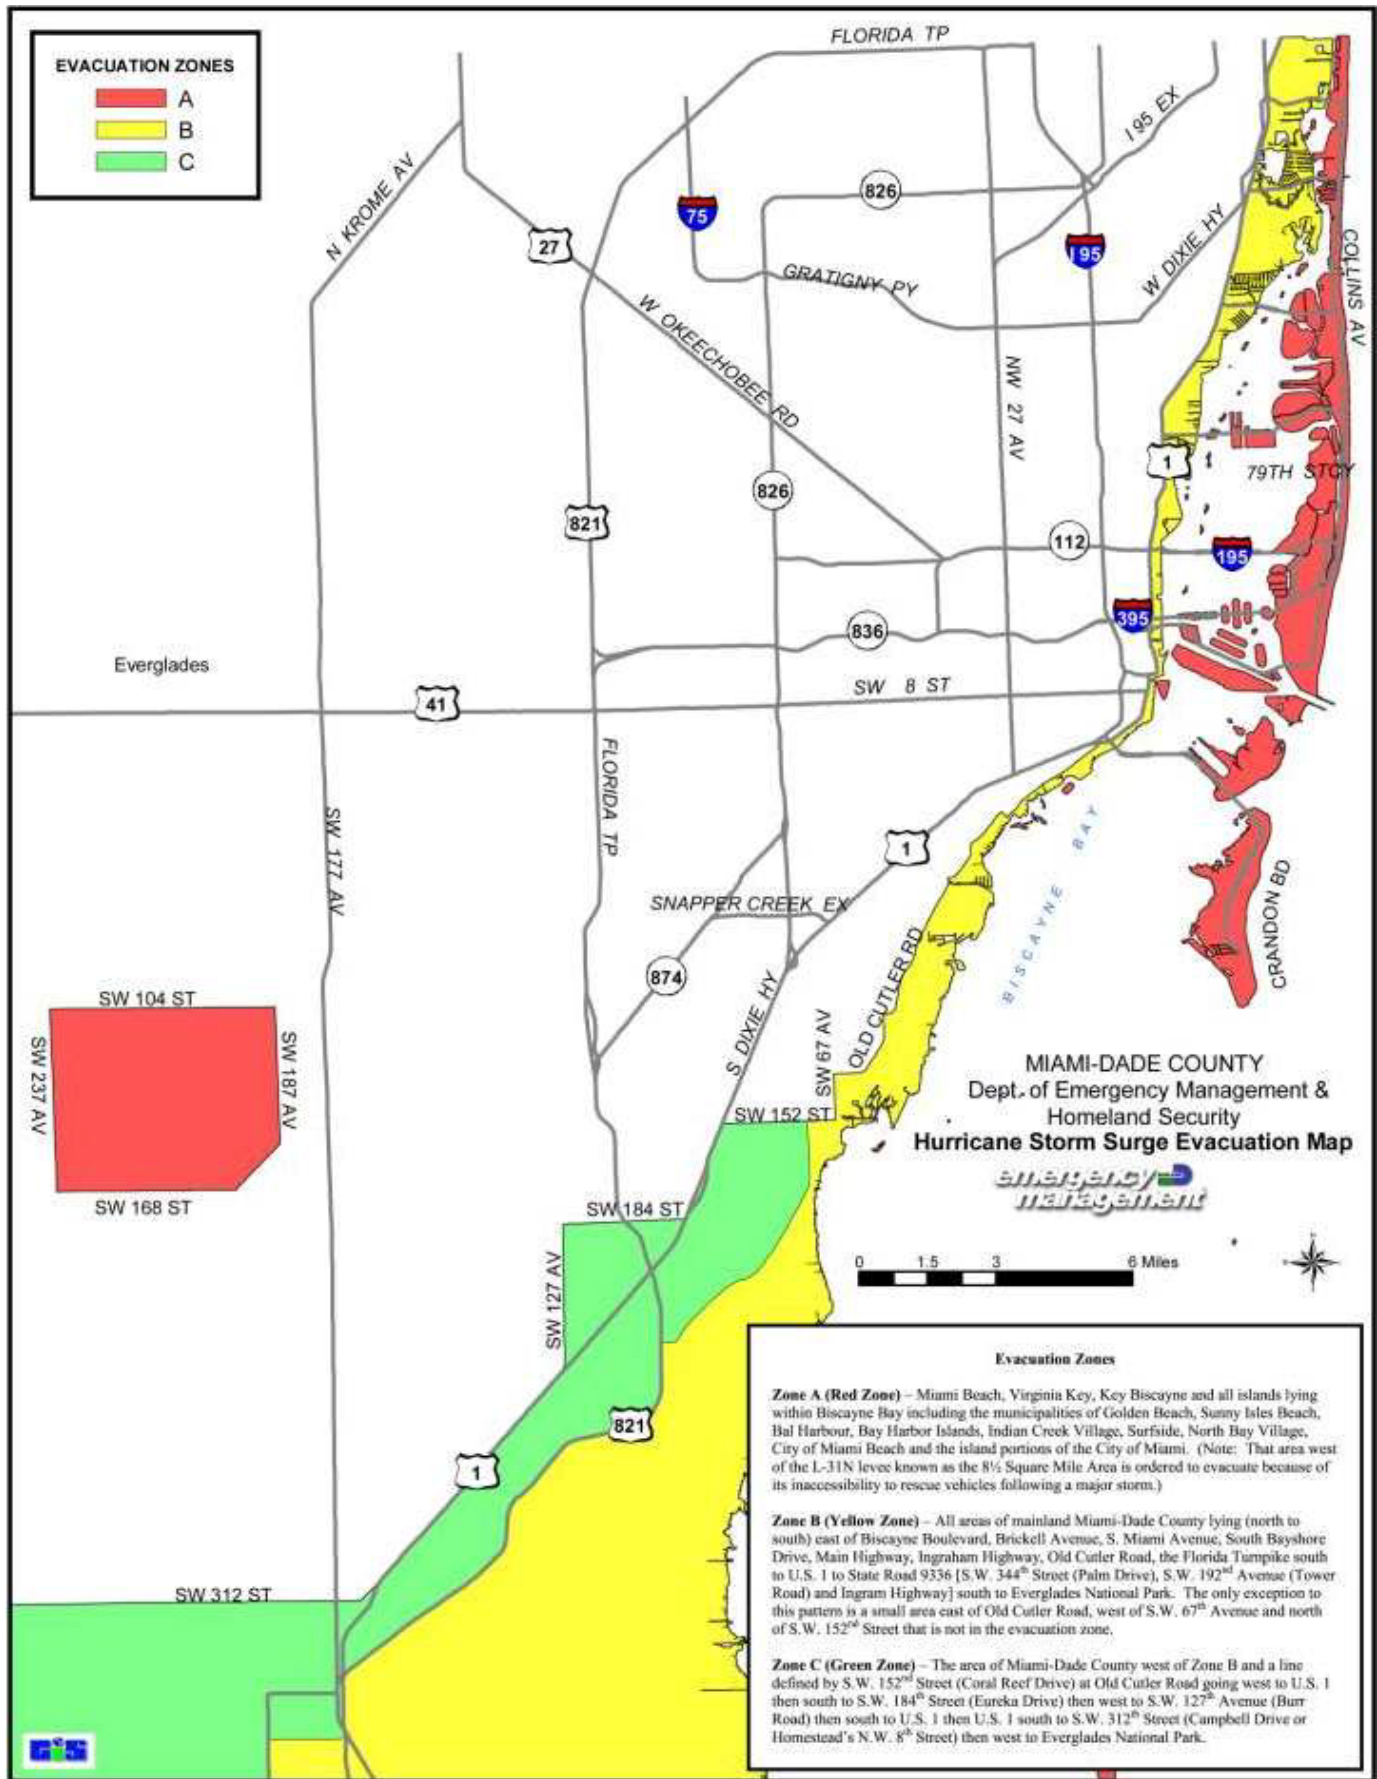 EVACUATION ZONES
A
B
C
FLORIDA TP
I 95 EX
N KROME AV
826
75
27
I 95
W DIXIE HY
COLLINS AV
GRATIGNY PY
W OKEECHOBEE RD
NW 27 AV
1
79TH STCY
826
821
112
195
395
836
Everglades
SW 8 ST
41
FLORIDA TP
SW 177 AV
BISCAYNE BAY
1
SNAPPER CREEK EX
CRANDON BD
OLD CUTLER RD
874
S DIXIE HY
SW 104 ST
SW 237 AV
SW 187 AV
SW 168 ST
SW 67 AV
SW 152 ST
MIAMI-DADE COUNTY
Dept. of Emergency Management &
Homeland Security
Hurricane Storm Surge Evacuation Map
emergency
management
SW 184 ST
SW 127 AV
0 1.5 3 6 Miles
821
1
SW 312 ST
Evacuation Zones
Zone A (Red Zone) – Miami Beach, Virginia Key, Key Biscayne and all islands lying
within Biscayne Bay including the municipalities of Golden Beach, Sunny Isles Beach,
Bal Harbour, Bay Harbor Islands, Indian Creek Village, Surfside, North Bay Village,
City of Miami Beach and the island portions of the City of Miami. (Note: That area west
of the L-31N levee known as the 8½ Square Mile Area is ordered to evacuate because of
its inaccessibility to rescue vehicles following a major storm.)
Zone B (Yellow Zone) – All areas of mainland Miami-Dade County lying (north to
south) east of Biscayne Boulevard, Brickell Avenue, S. Miami Avenue, South Bayshore
Drive, Main Highway, Ingraham Highway, Old Cutler Road, the Florida Turnpike south
to U.S. 1 to State Road 9336 [S.W. 344th Street (Palm Drive), S.W. 192nd Avenue (Tower
Road) and Ingram Highway] south to Everglades National Park. The only exception to
this pattern is a small area east of Old Cutler Road, west of S.W. 67th Avenue and north
of S.W. 152nd Street that is not in the evacuation zone.
Zone C (Green Zone) – The area of Miami-Dade County west of Zone B and a line
defined by S.W. 152nd Street (Coral Reef Drive) at Old Cutler Road going west to U.S. 1
then south to S.W. 184th Street (Eureka Drive) then west to S.W. 127th Avenue (Burr
Road) then south to U.S. 1 then U.S. 1 south to S.W. 312th Street (Campbell Drive or
Homestead's N.W. 8th Street) then west to Everglades National Park.
GIS